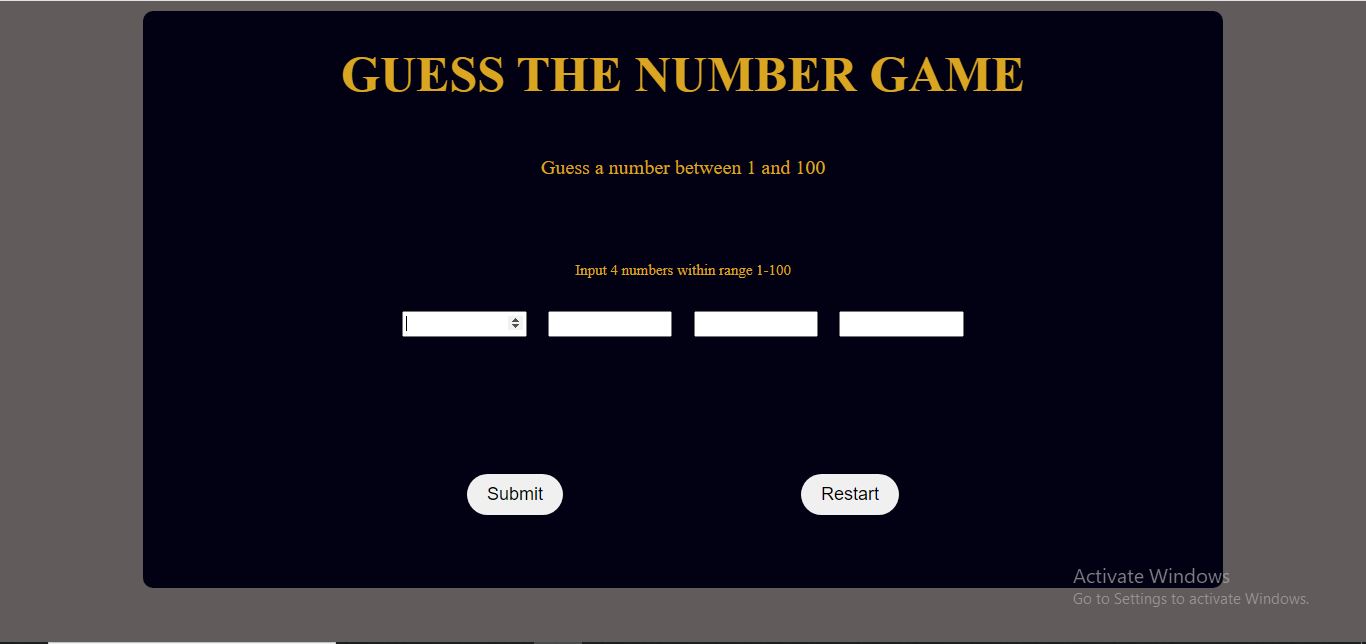 GUESS THE NUMBER GAME
Guess a number between 1 and 100
Input 4 numbers within range 1-100
Submit
Restart
Activate Windows
Go to Settings to activate Windows.